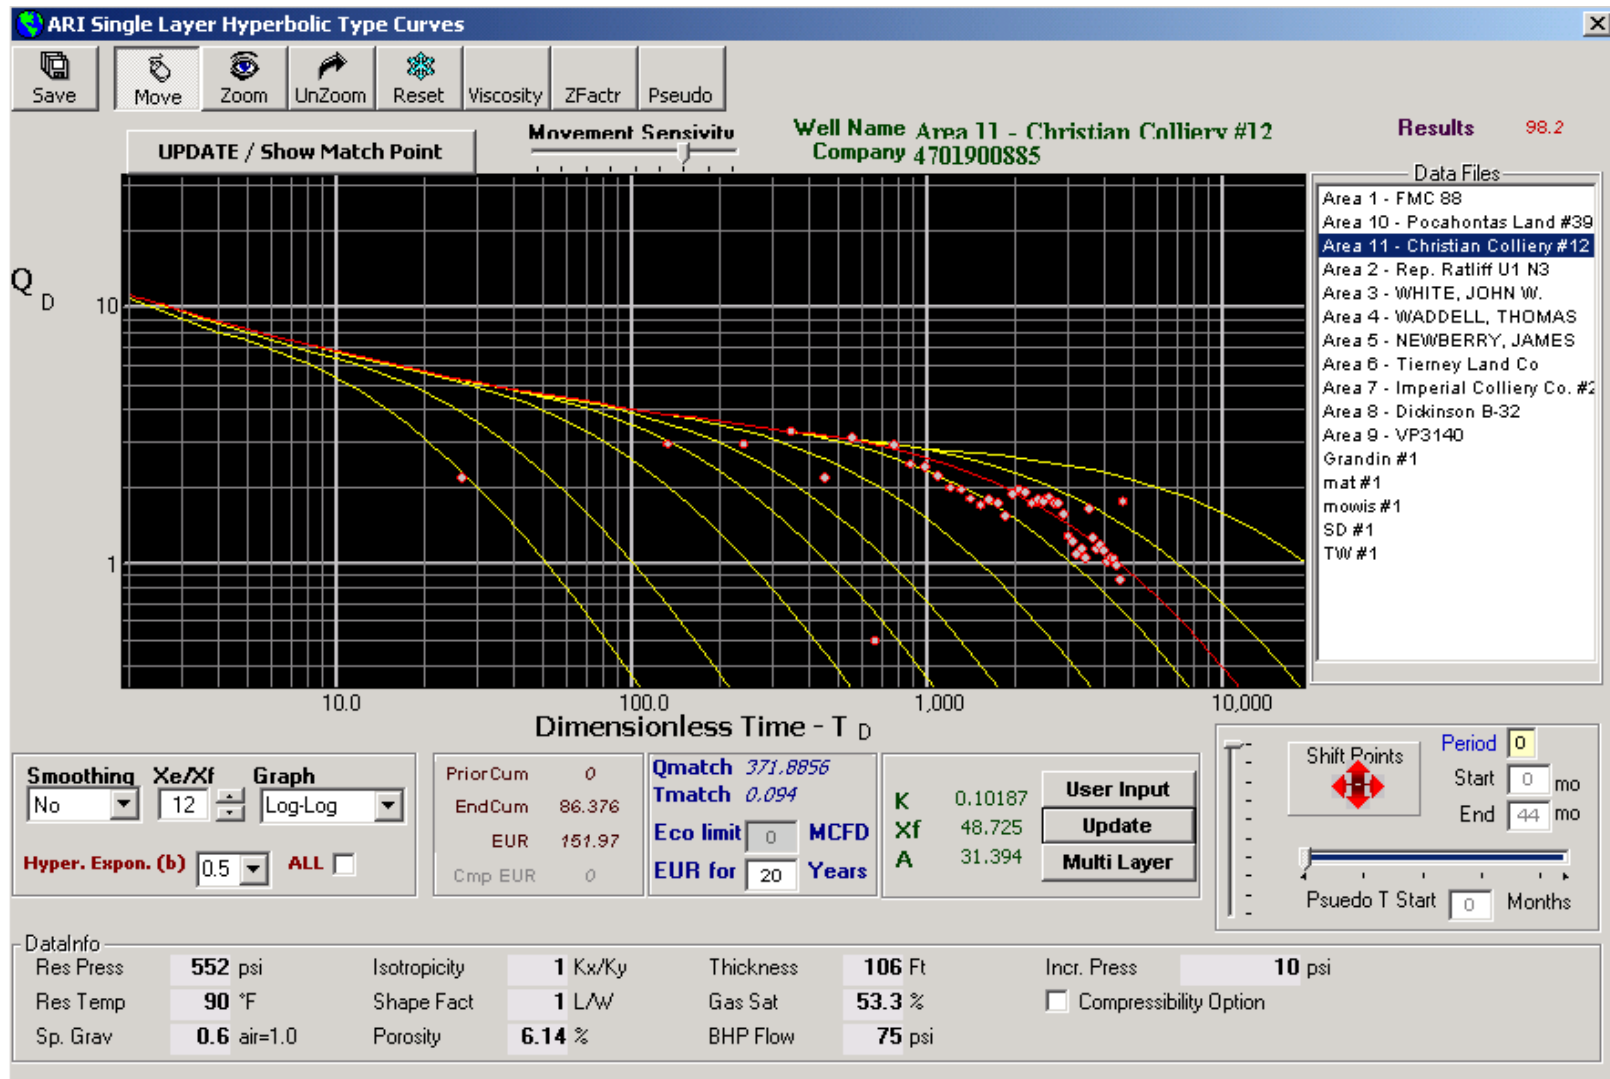 ARI Single Layer Hyperbolic Type Curves
Save Move Zoom UnZoom Reset Viscosity ZFactr Pseudo
UPDATE / Show Match Point
Movement Sensivity
Well Name Area 11 - Christian Colliery #12
Company 4701900885
Results 98.2
Data Files
Area 1 - FMC 88
Area 10 - Pocahontas Land #39
Area 11 - Christian Colliery #12
Area 2 - Rep. Ratliff U1 N3
Area 3 - WHITE, JOHN W.
Area 4 - WADDELL, THOMAS
Area 5 - NEWBERRY, JAMES
Area 6 - Tierney Land Co
Area 7 - Imperial Colliery Co. #2
Area 8 - Dickinson B-32
Area 9 - VP3140
Grandin #1
mat #1
mowis #1
SD #1
TW #1
Q D
10
1
10.0 100.0 1,000 10,000
Dimensionless Time - T D
Smoothing Xe/Xf Graph
No 12 Log-Log
Hyper. Expon. (b) 0.5 ALL
PriorCum 0
EndCum 86.376
EUR 151.97
Cmp EUR 0
Qmatch 371.8856
Tmatch 0.094
Eco limit 0 MCFD
EUR for 20 Years
K 0.10187
Xf 48.725
A 31.394
User Input
Update
Multi Layer
Shift Points
Period 0
Start 0 mo
End 44 mo
Psuedo T Start 0 Months
DataInfo
Res Press 552 psi Isotropicity 1 Kx/Ky Thickness 106 Ft Incr. Press 10 psi
Res Temp 90 °F Shape Fact 1 L/W Gas Sat 53.3 % Compressibility Option
Sp. Grav 0.6 air=1.0 Porosity 6.14 % BHP Flow 75 psi